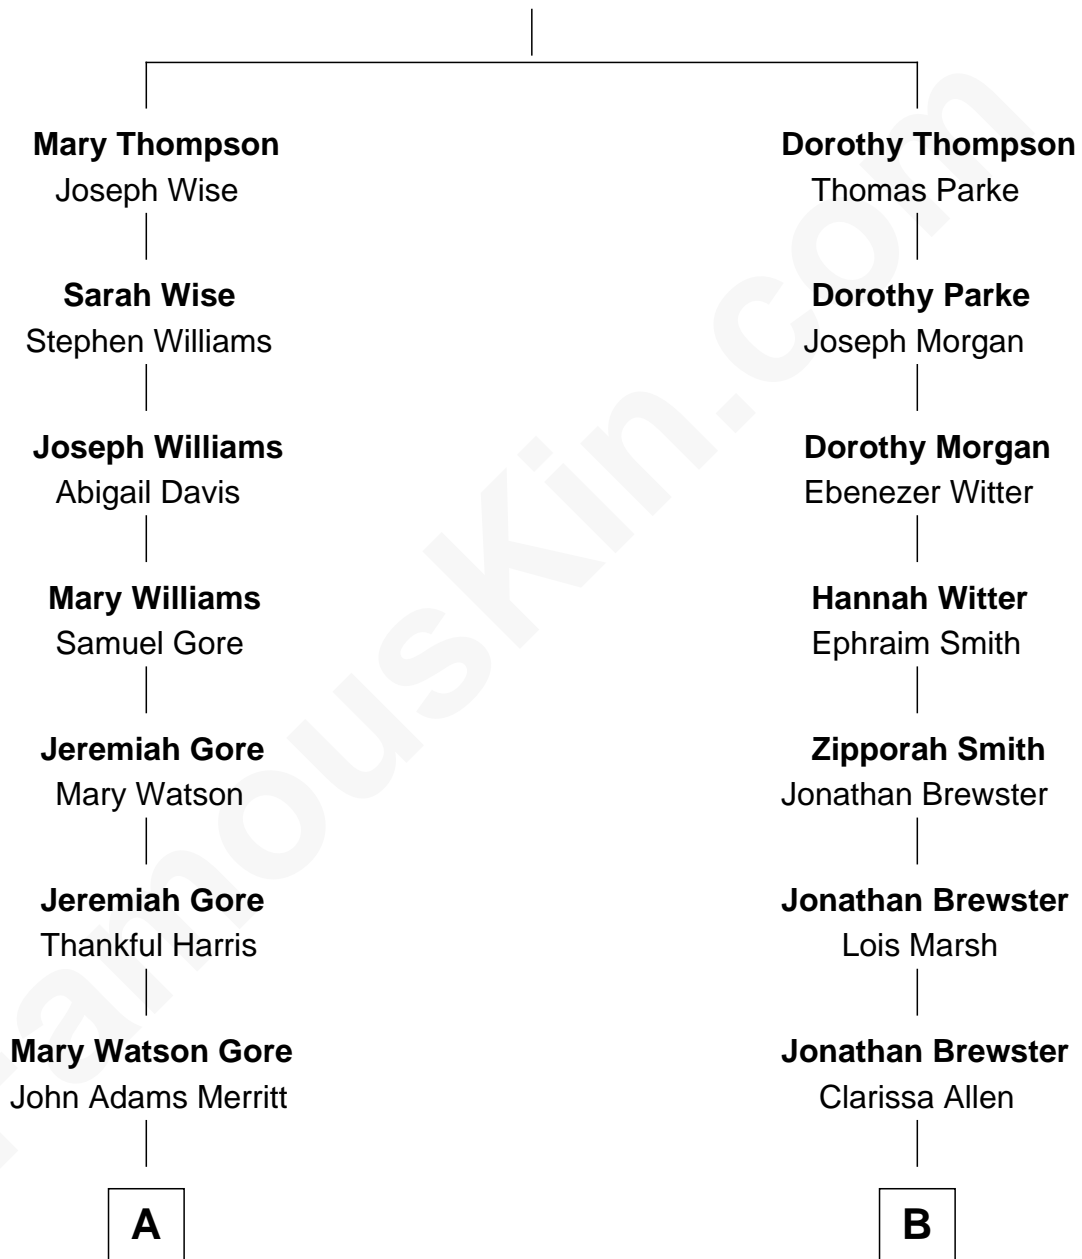 Mary Thompson
Joseph Wise
Sarah Wise
Stephen Williams
Joseph Williams
Abigail Davis
Mary Williams
Samuel Gore
Jeremiah Gore
Mary Watson
Jeremiah Gore
Thankful Harris
Mary Watson Gore
John Adams Merritt
A
Dorothy Thompson
Thomas Parke
Dorothy Parke
Joseph Morgan
Dorothy Morgan
Ebenezer Witter
Hannah Witter
Ephraim Smith
Zipporah Smith
Jonathan Brewster
Jonathan Brewster
Lois Marsh
Jonathan Brewster
Clarissa Allen
B
FamousKin.com